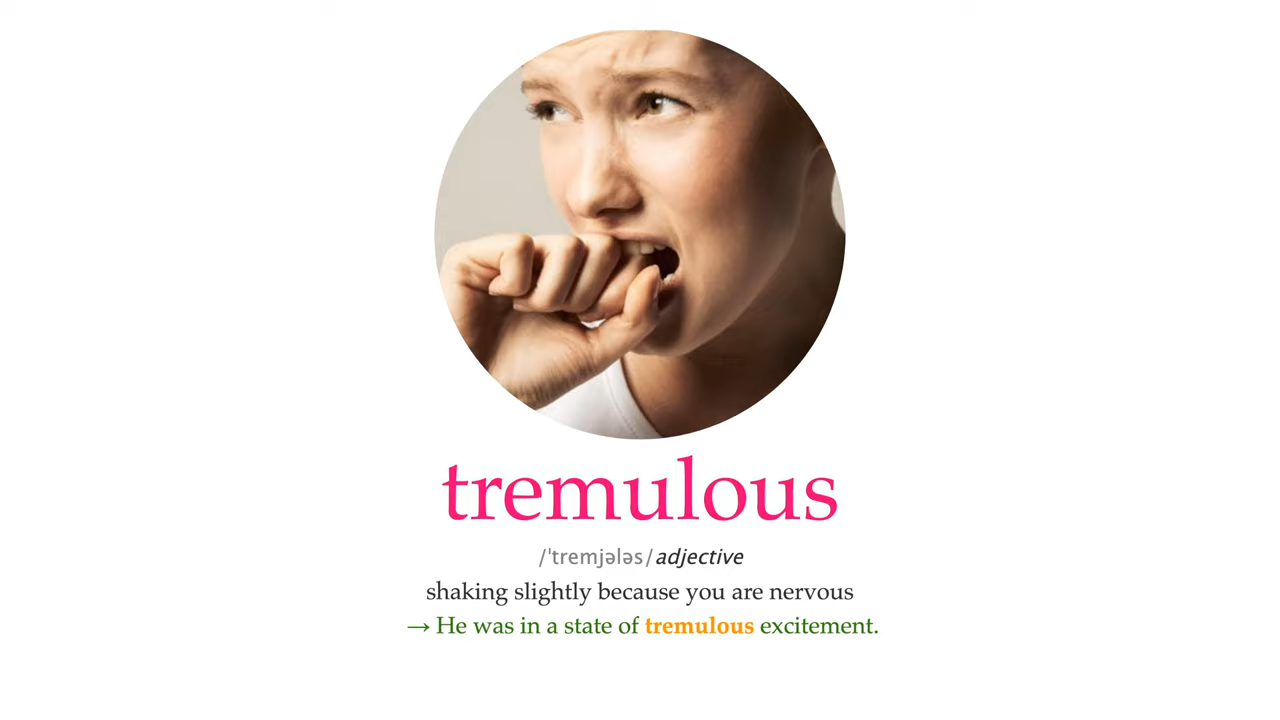 tremulous
/ˈtremjələs/ adjective
shaking slightly because you are nervous
→ He was in a state of tremulous excitement.